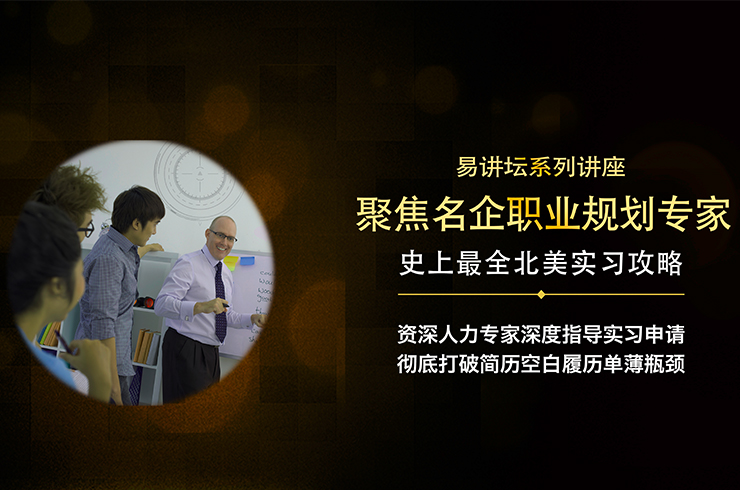 易讲坛系列讲座
聚焦名企职业规划专家
史上最全北美实习攻略
资深人力专家深度指导实习申请
彻底打破简历空白履历单薄瓶颈